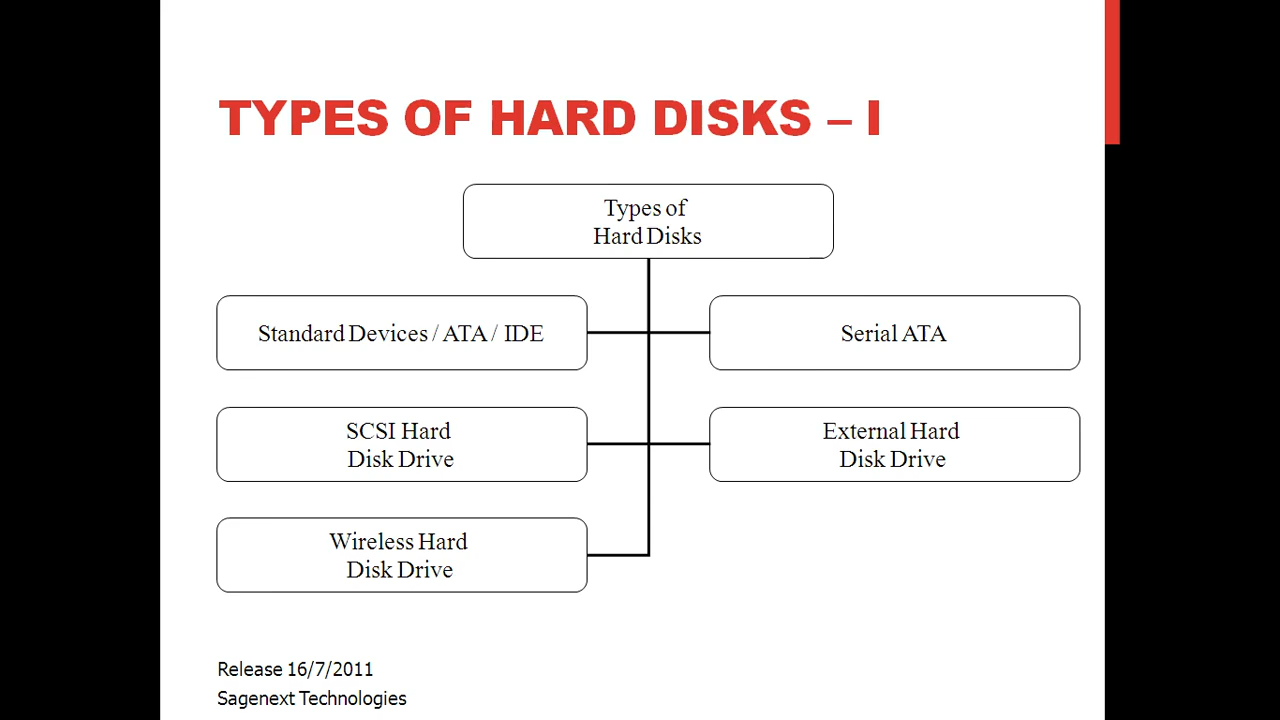 TYPES OF HARD DISKS – I
Types of
Hard Disks
Standard Devices / ATA / IDE
Serial ATA
SCSI Hard
Disk Drive
External Hard
Disk Drive
Wireless Hard
Disk Drive
Release 16/7/2011
Sagenext Technologies